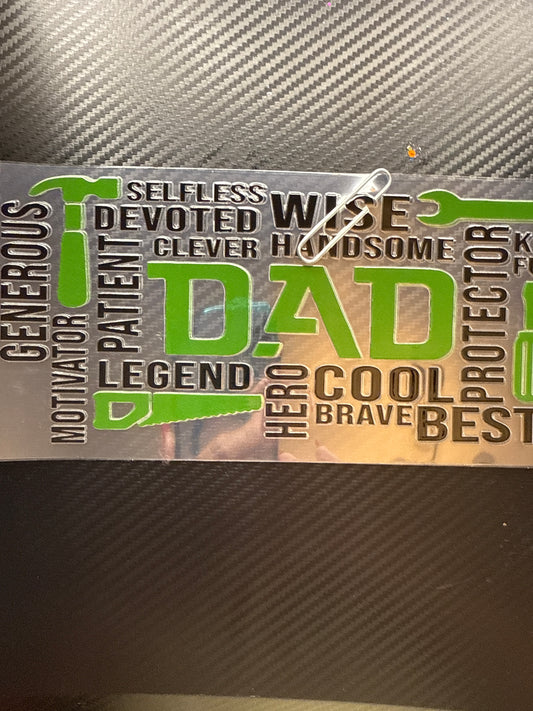 GENEROUS
MOTIVATOR
PATIENT
SELFLESS
DEVOTED
CLEVER
WISE
HANDSOME
DAD
LEGEND
HERO
COOL
BRAVE
BEST
PROTECTOR